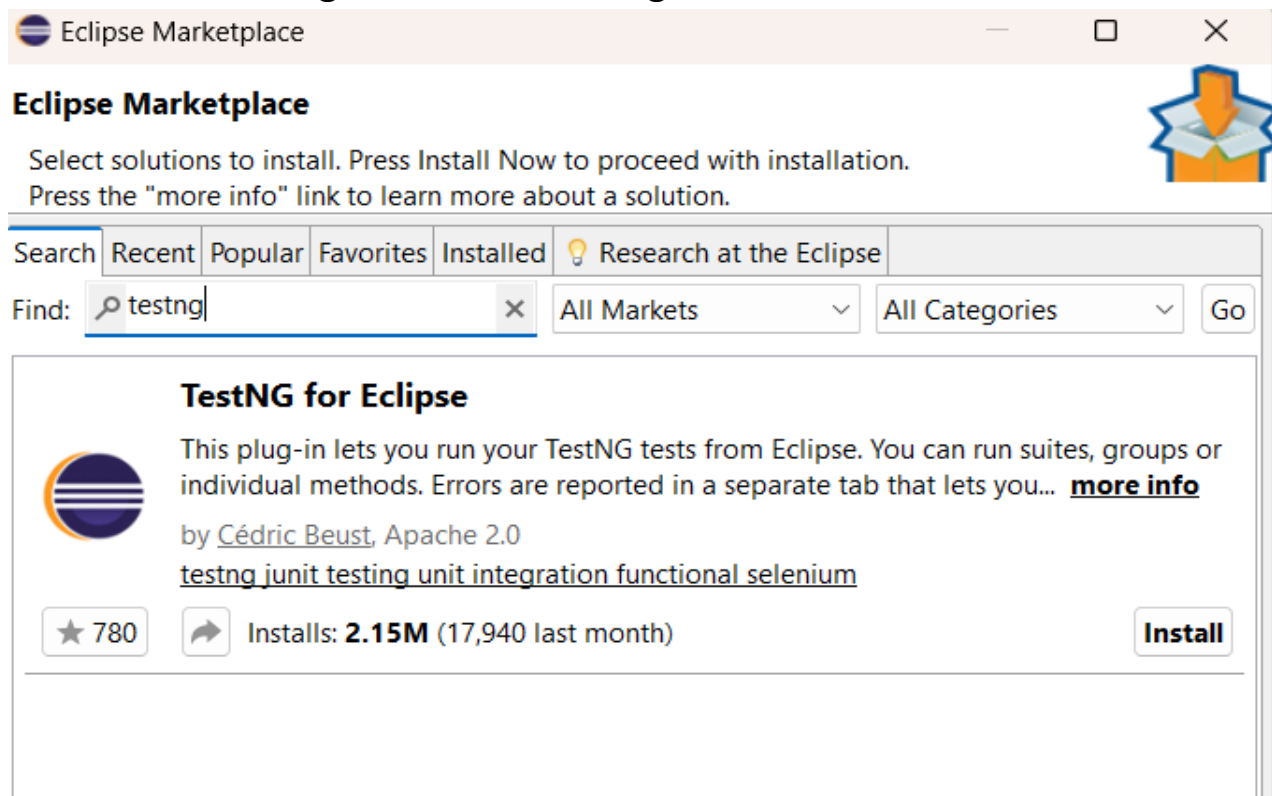 Eclipse Marketplace
Eclipse Marketplace
Select solutions to install. Press Install Now to proceed with installation.
Press the "more info" link to learn more about a solution.
Search Recent Popular Favorites Installed Research at the Eclipse
Find: testng All Markets All Categories Go
TestNG for Eclipse
This plug-in lets you run your TestNG tests from Eclipse. You can run suites, groups or
individual methods. Errors are reported in a separate tab that lets you... more info
by Cédric Beust, Apache 2.0
testng junit testing unit integration functional selenium
780 Installs: 2.15M (17,940 last month) Install